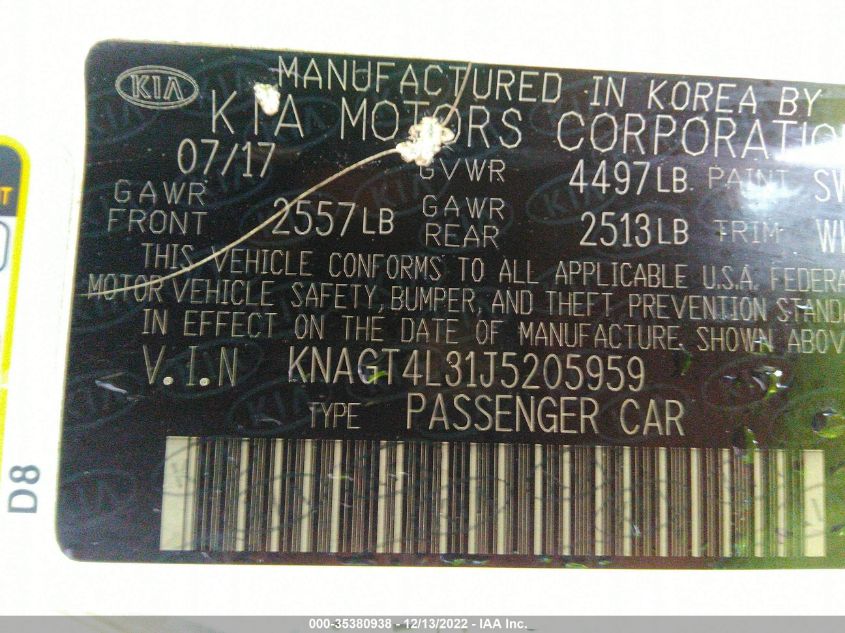 KIA
MANUFACTURED IN KOREA BY
KIA MOTORS CORPORATION
07/17 GVWR 4497LB PAINT SW
GAWR FRONT 2557LB GAWR REAR 2513LB TRIM
THIS VEHICLE CONFORMS TO ALL APPLICABLE U.S.A. FEDERA
MOTOR VEHICLE SAFETY, BUMPER, AND THEFT PREVENTION STAND
IN EFFECT ON THE DATE OF MANUFACTURE SHOWN ABOV
V.I.N KNAGT4L31J5205959
TYPE PASSENGER CAR
D8
000-35380938 - 12/13/2022 - IAA Inc.